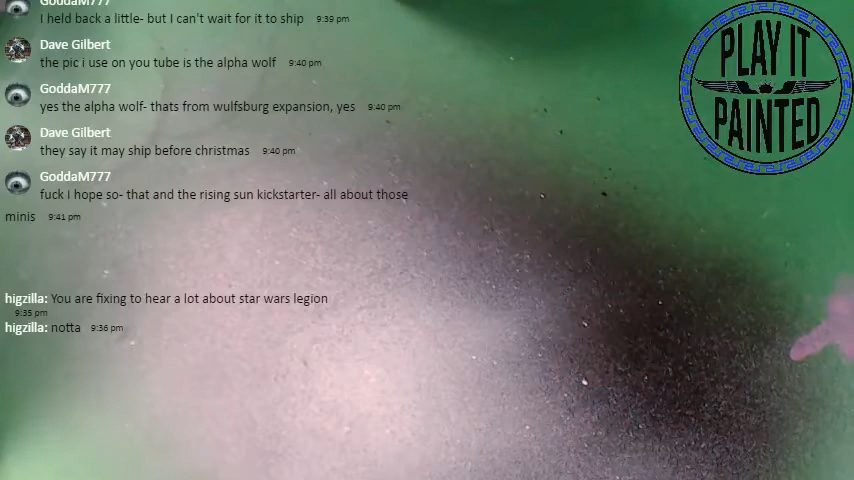 GoddaM777
I held back a little- but I can't wait for it to ship 9:39 pm
Dave Gilbert
the pic i use on you tube is the alpha wolf 9:40 pm
GoddaM777
yes the alpha wolf- thats from wulfsburg expansion, yes 9:40 pm
Dave Gilbert
they say it may ship before christmas 9:40 pm
GoddaM777
fuck I hope so- that and the rising sun kickstarter- all about those
minis 9:41 pm
higzilla: You are fixing to hear a lot about star wars legion
9:35 pm
higzilla: notta 9:36 pm
PLAY IT
PAINTED